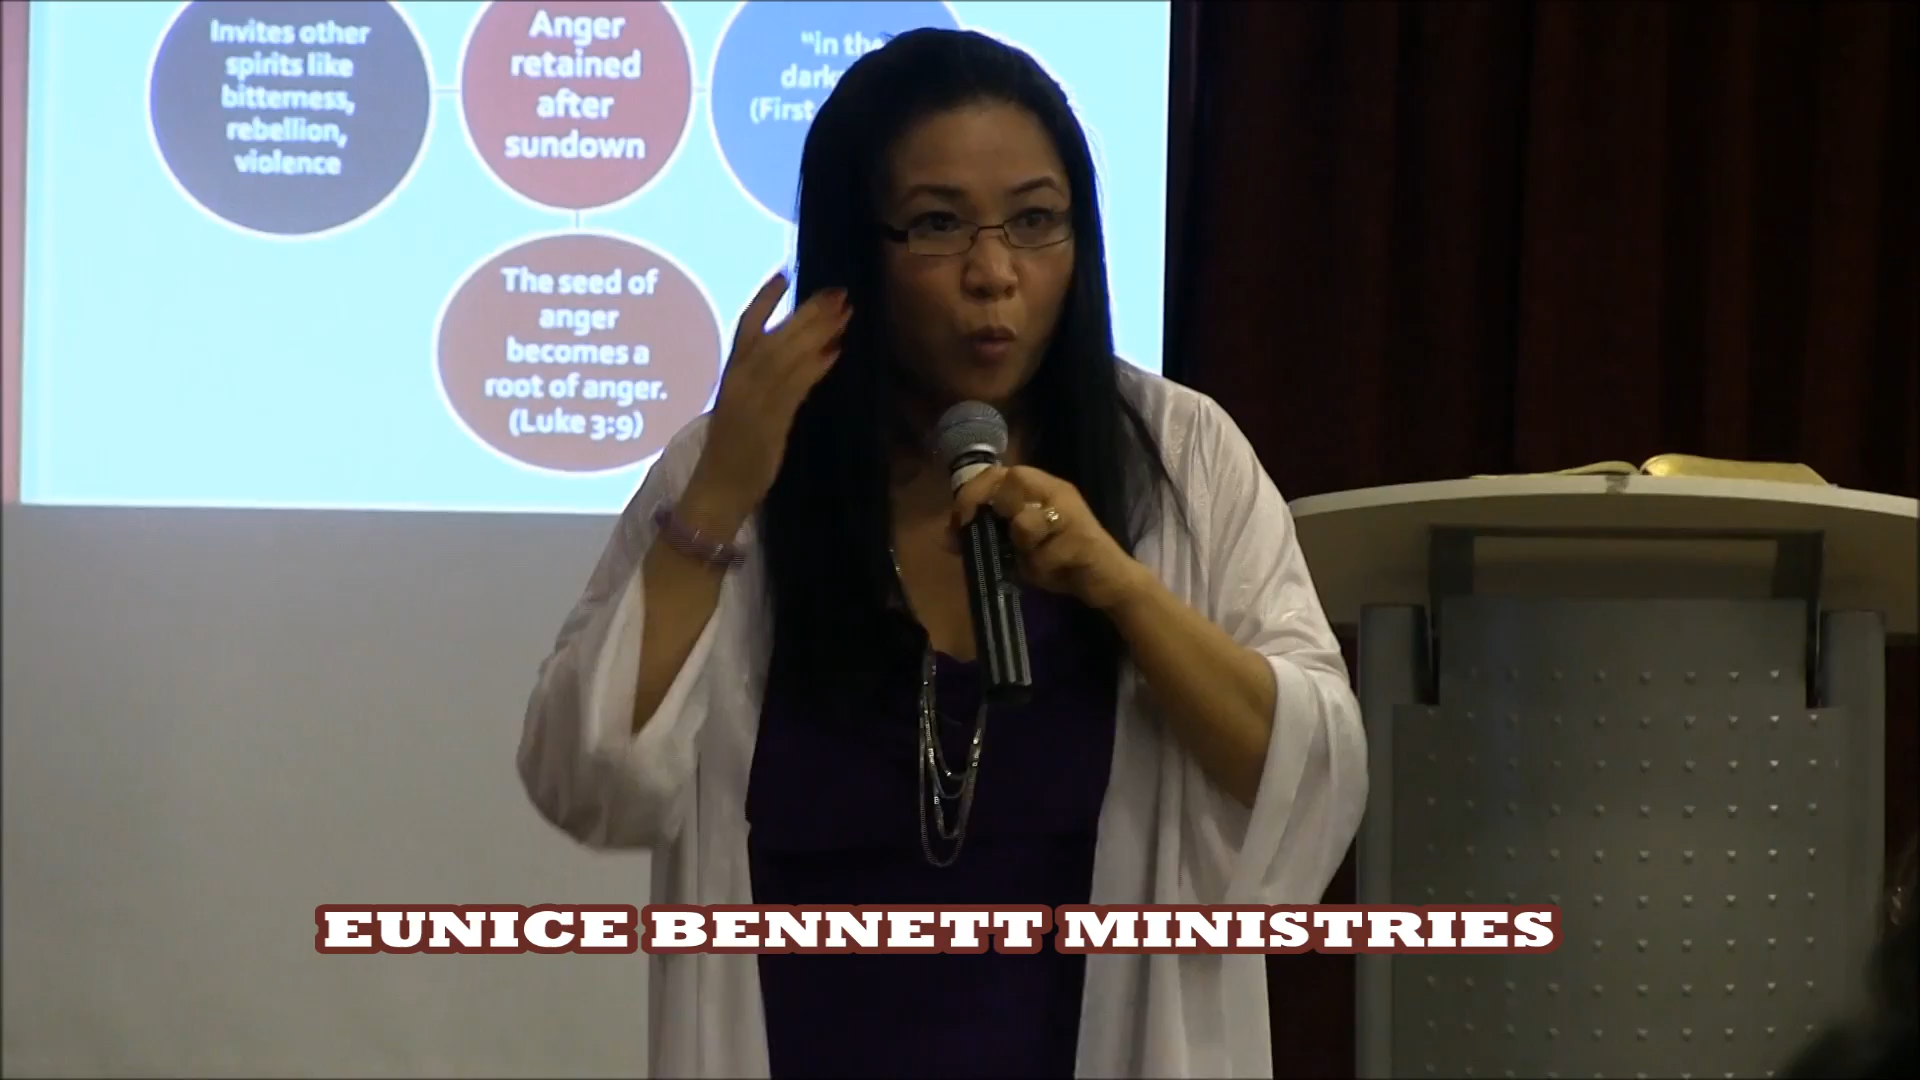 Invites other
spirits like
bitterness,
rebellion,
violence
Anger
retained
after
sundown
"in the
(First
The seed of
anger
becomes a
root of anger.
(Luke 3:9)
EUNICE BENNETT MINISTRIES